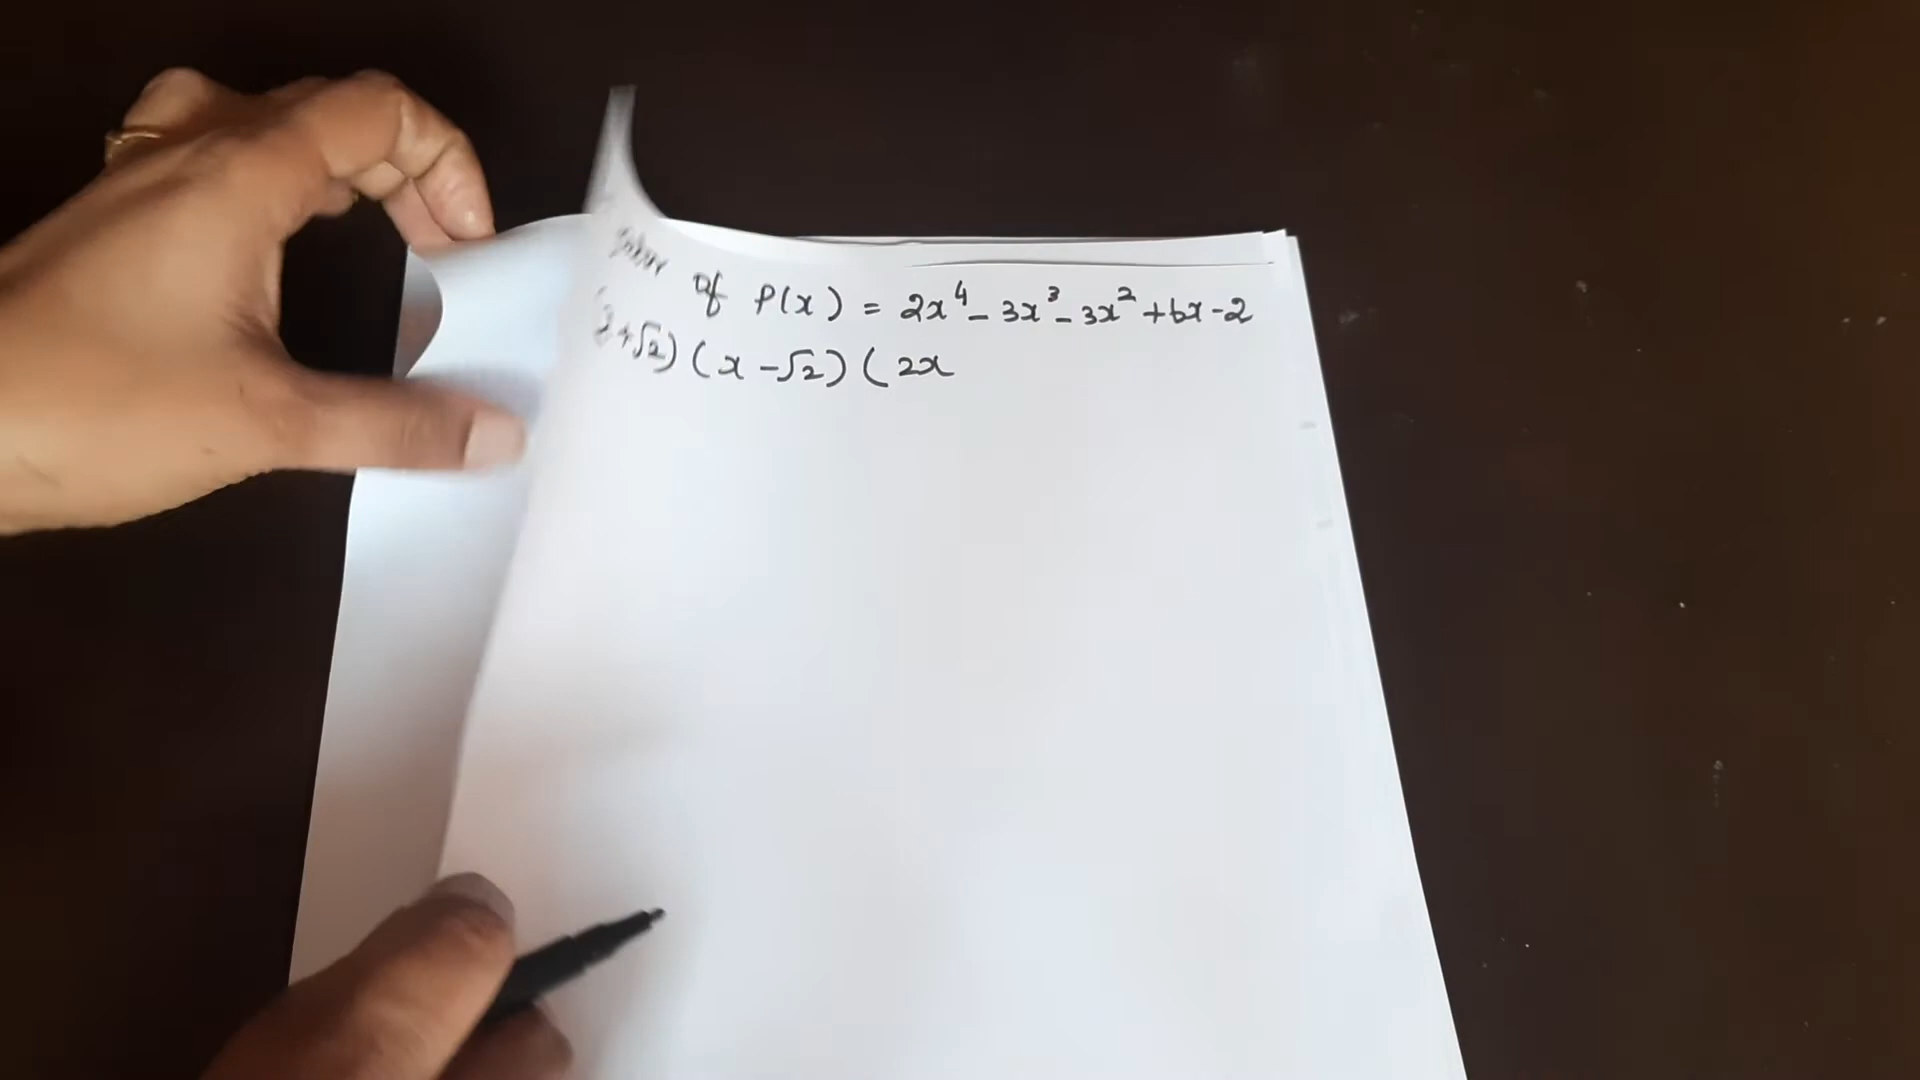 of P(x) = 2x⁴ - 3x³ - 3x² + 6x - 2
+√2) (x - √2) ( 2x